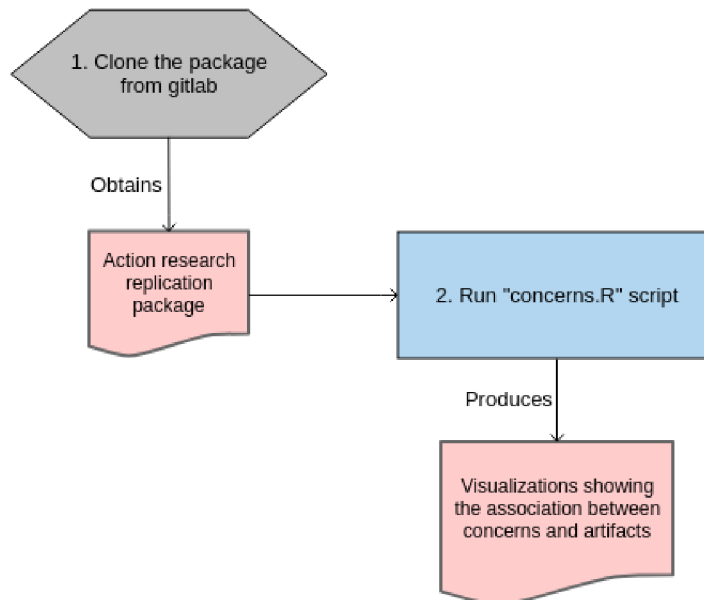 1. Clone the package
from gitlab
Obtains
Action research
replication
package
2. Run "concerns.R" script
Produces
Visualizations showing
the association between
concerns and artifacts